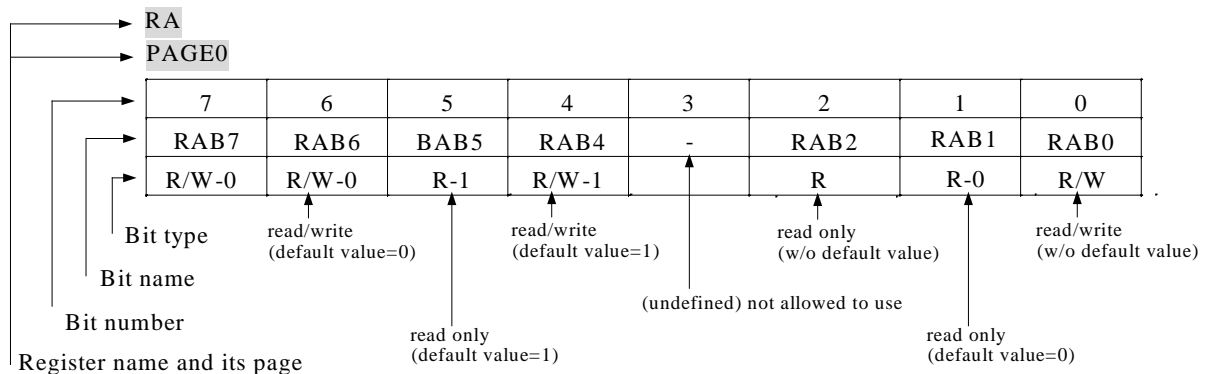 RA
PAGE0
7 6 5 4 3 2 1 0
RAB7 RAB6 BAB5 RAB4 - RAB2 RAB1 RAB0
R/W-0 R/W-0 R-1 R/W-1 R R-0 R/W
Bit type
read/write
(default value=0)
read/write
(default value=1)
read only
(w/o default value)
read/write
(w/o default value)
Bit name
(undefined) not allowed to use
Bit number
read only
(default value=1)
read only
(default value=0)
Register name and its page